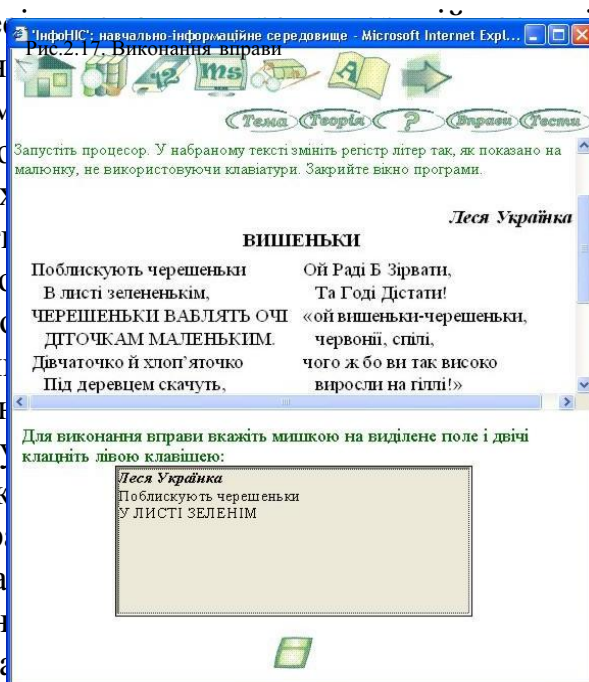 'ІнфоНІС': навчально-інформаційне середовище - Microsoft Internet Expl...
Рис.2.17. Виконання вправи
Тема Теорія ? Вправи Тести
Запустіть процесор. У набраному тексті змініть регістр літер так, як показано на
малюнку, не використовуючи клавіатури. Закрийте вікно програми.
Леся Українка
ВИШЕНЬКИ
Поблискують черешеньки
В листі зелененькім,
ЧЕРЕШЕНЬКИ ВАБЛЯТЬ ОЧІ
ДІТОЧКАМ МАЛЕНЬКИМ.
Дівчаточко й хлоп’яточко
Під деревцем скачуть,
Ой Раді Б Зірвати,
Та Годі Дістати!
«ой вишеньки-черешеньки,
червонії, спілі,
чого ж бо ви так високо
виросли на гіллі!»
Для виконання вправи вкажіть мишкою на виділене поле і двічі
клацніть лівою клавішею:
Леся Українка
Поблискують черешеньки
У ЛИСТІ ЗЕЛЕНІМ